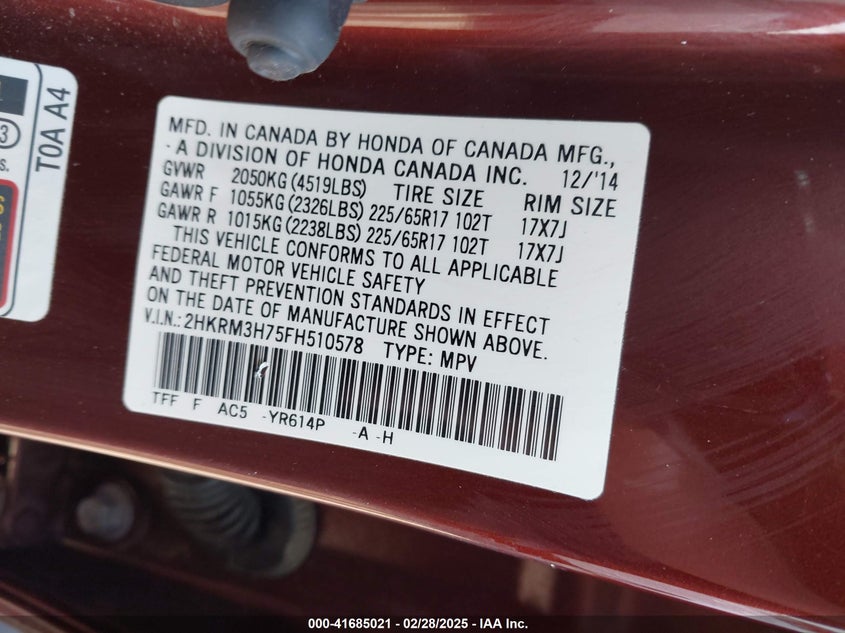 3
s.
T0A A4
MFD. IN CANADA BY HONDA OF CANADA MFG.,
-A DIVISION OF HONDA CANADA INC. 12/'14
GVWR 2050KG (4519LBS) TIRE SIZE RIM SIZE
GAWR F 1055KG (2326LBS) 225/65R17 102T 17X7J
GAWR R 1015KG (2238LBS) 225/65R17 102T 17X7J
THIS VEHICLE CONFORMS TO ALL APPLICABLE
FEDERAL MOTOR VEHICLE SAFETY
AND THEFT PREVENTION STANDARDS IN EFFECT
ON THE DATE OF MANUFACTURE SHOWN ABOVE.
V.I.N.: 2HKRM3H75FH510578 TYPE: MPV
TFF F AC5 -YR614P -A -H
000-41685021 - 02/28/2025 - IAA Inc.